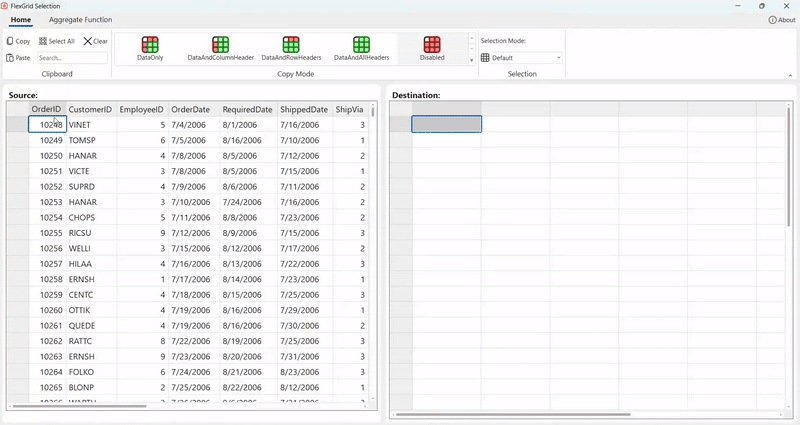 FlexGrid Selection
Home Aggregate Function About
Copy Select All Clear
Paste Search...
Clipboard
DataOnly DataAndColumnHeader DataAndRowHeaders DataAndAllHeaders Disabled
Copy Mode
Selection Mode:
Default
Selection
Source:
OrderID CustomerID EmployeeID OrderDate RequiredDate ShippedDate ShipVia
10248 VINET 5 7/4/2006 8/1/2006 7/16/2006 3
10249 TOMSP 6 7/5/2006 8/16/2006 7/10/2006 1
10250 HANAR 4 7/8/2006 8/5/2006 7/12/2006 2
10251 VICTE 3 7/8/2006 8/5/2006 7/15/2006 1
10252 SUPRD 4 7/9/2006 8/6/2006 7/11/2006 2
10253 HANAR 3 7/10/2006 7/24/2006 7/16/2006 2
10254 CHOPS 5 7/11/2006 8/8/2006 7/23/2006 2
10255 RICSU 9 7/12/2006 8/9/2006 7/15/2006 3
10256 WELLI 3 7/15/2006 8/12/2006 7/17/2006 2
10257 HILAA 4 7/16/2006 8/13/2006 7/22/2006 3
10258 ERNSH 1 7/17/2006 8/14/2006 7/23/2006 1
10259 CENTC 4 7/18/2006 8/15/2006 7/25/2006 3
10260 OTTIK 4 7/19/2006 8/16/2006 7/29/2006 1
10261 QUEDE 4 7/19/2006 8/16/2006 7/30/2006 2
10262 RATTC 8 7/22/2006 8/19/2006 7/25/2006 3
10263 ERNSH 9 7/23/2006 8/20/2006 7/31/2006 3
10264 FOLKO 6 7/24/2006 8/21/2006 8/23/2006 3
10265 BLONP 2 7/25/2006 8/22/2006 8/12/2006 1
Destination: